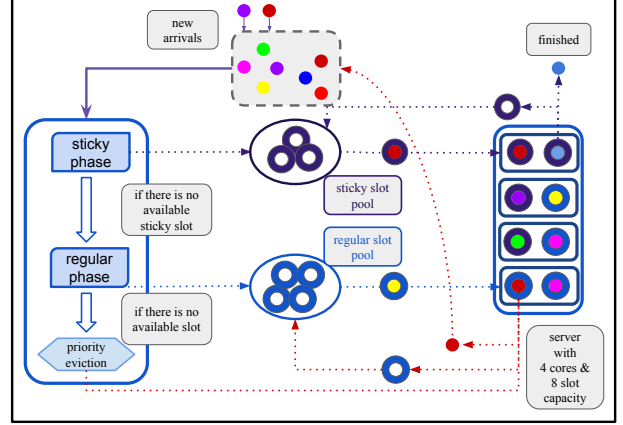 new
arrivals
finished
sticky
phase
sticky slot
pool
if there is no
available
sticky slot
regular slot
pool
regular
phase
if there is no
available slot
priority
eviction
server
with
4 cores &
8 slot
capacity